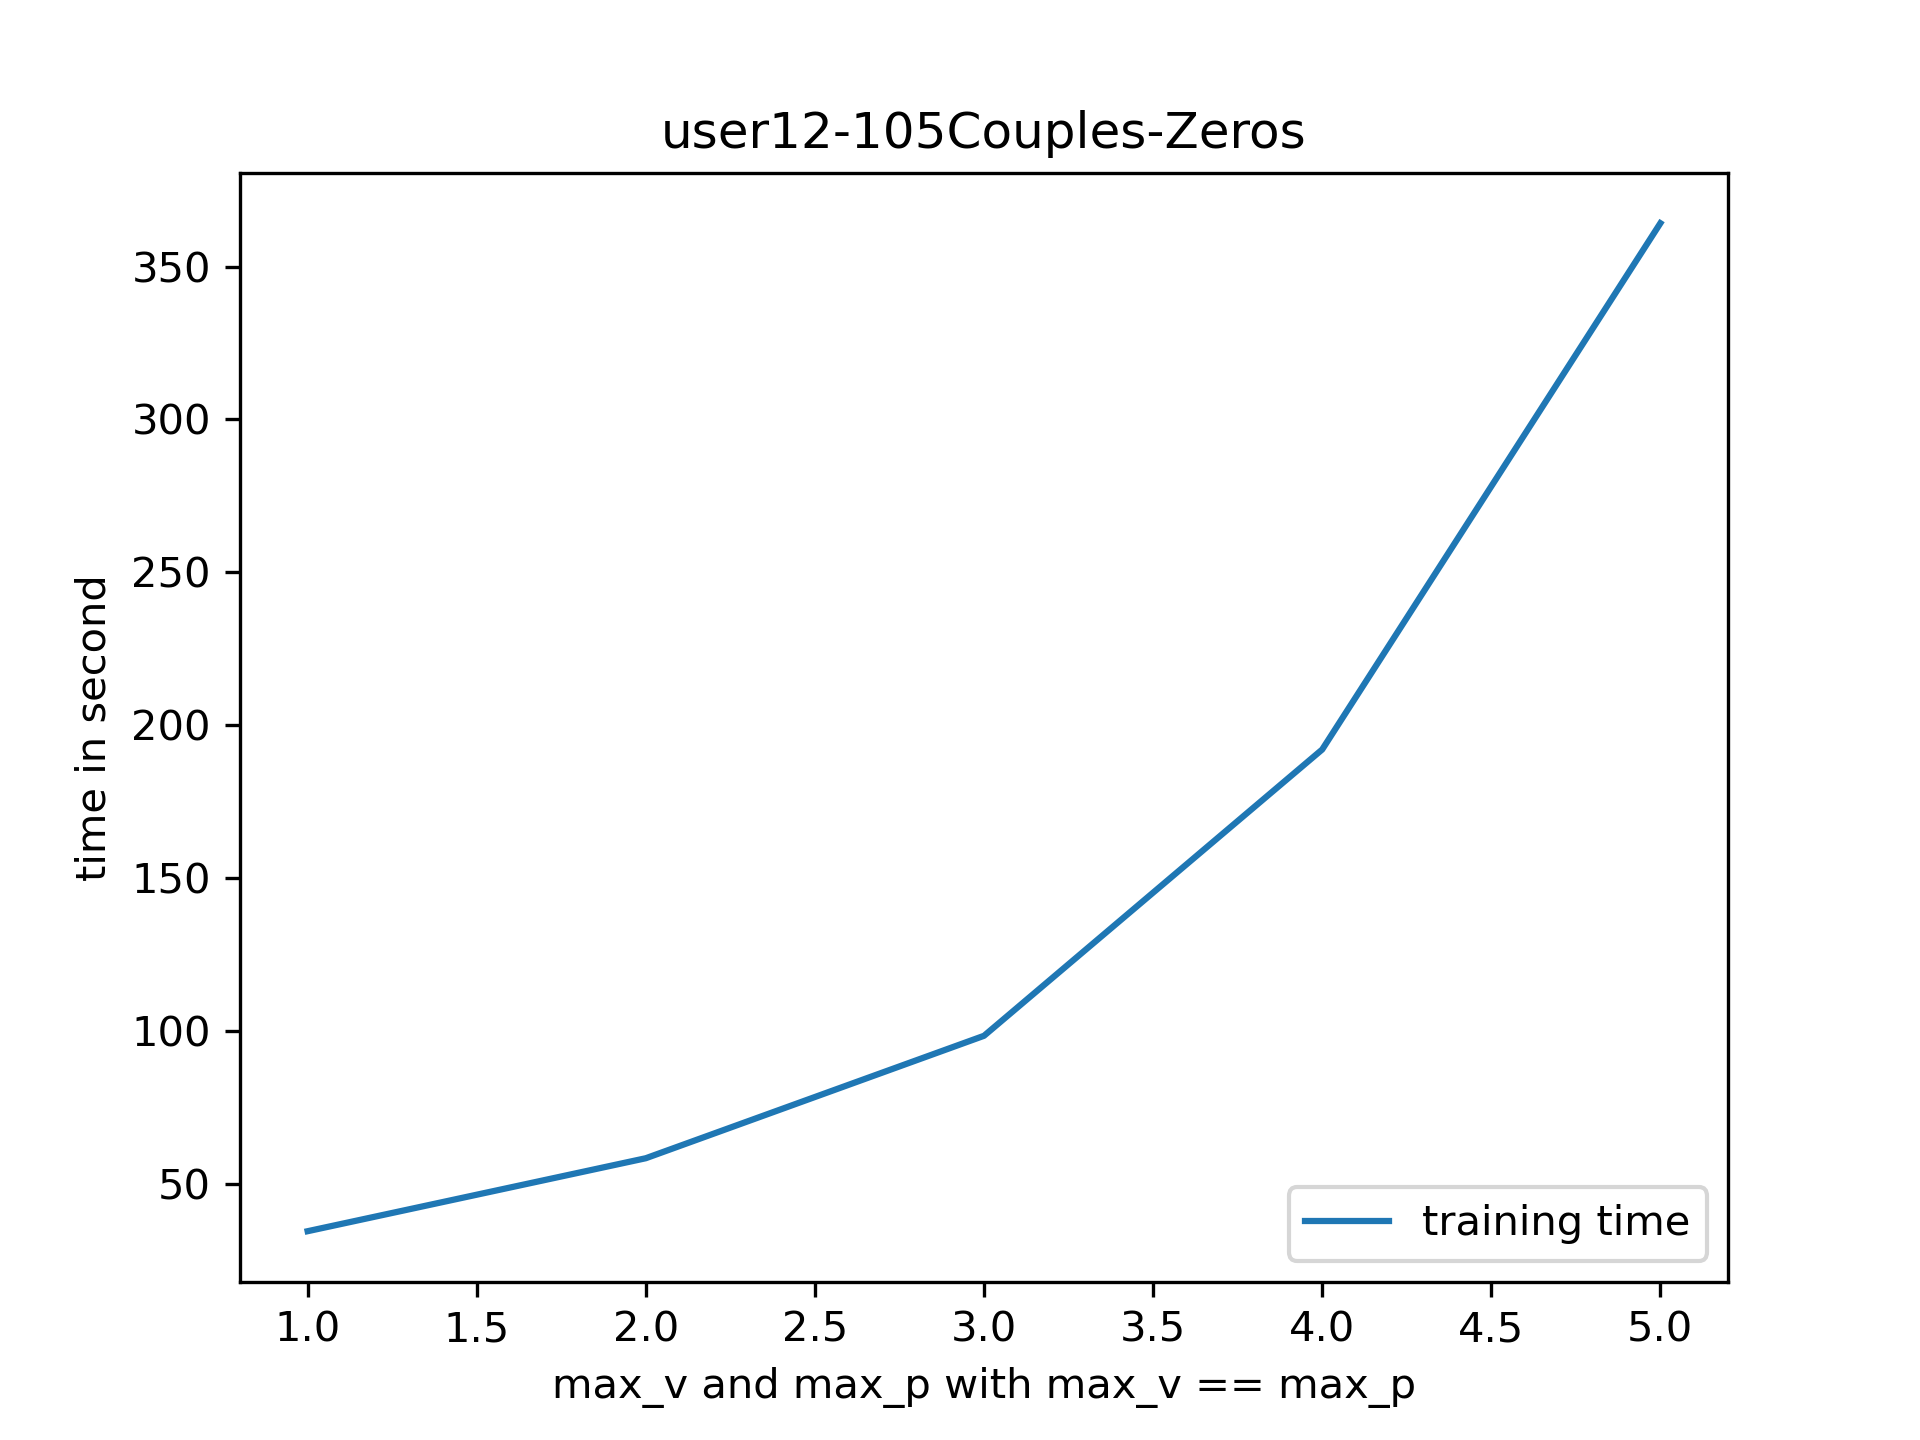 user12-105Couples-Zeros
350
300
250
200
150
100
50
time in second
training time
1.0 1.5 2.0 2.5 3.0 3.5 4.0 4.5 5.0
max_v and max_p with max_v == max_p